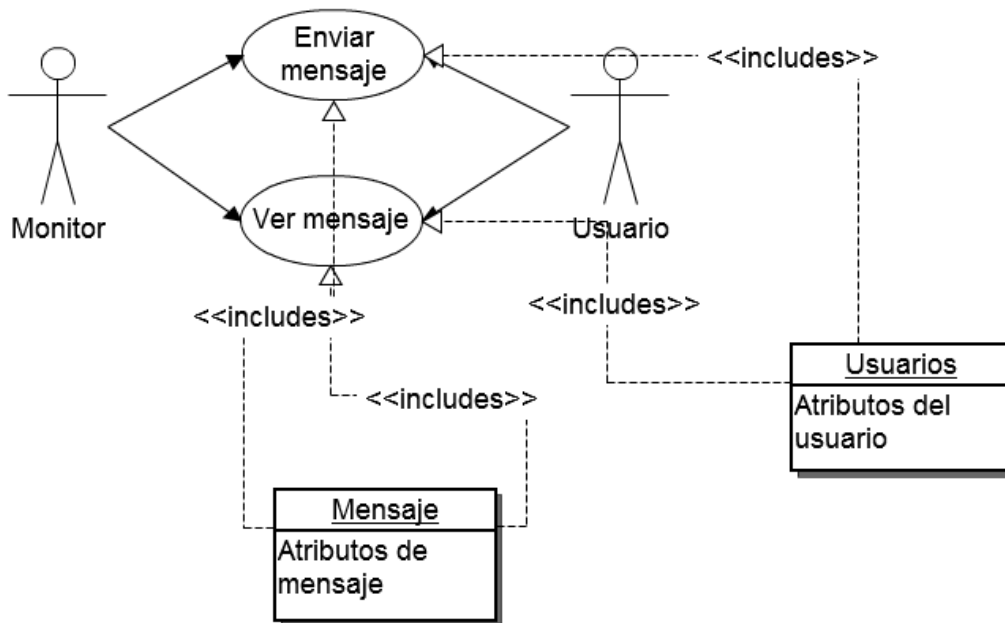 Enviar
mensaje
<<includes>>
Monitor
Ver mensaje
Usuario
<<includes>>
<<includes>>
Usuarios
Atributos del
usuario
<<includes>>
Mensaje
Atributos de
mensaje